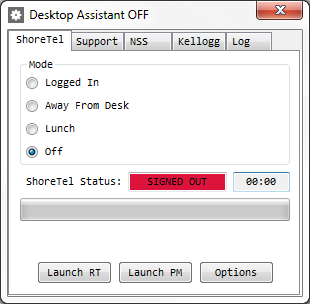 Desktop Assistant OFF
ShoreTel Support NSS Kellogg Log
Mode
Logged In
Away From Desk
Lunch
Off
ShoreTel Status: SIGNED OUT 00:00
Launch RT Launch PM Options